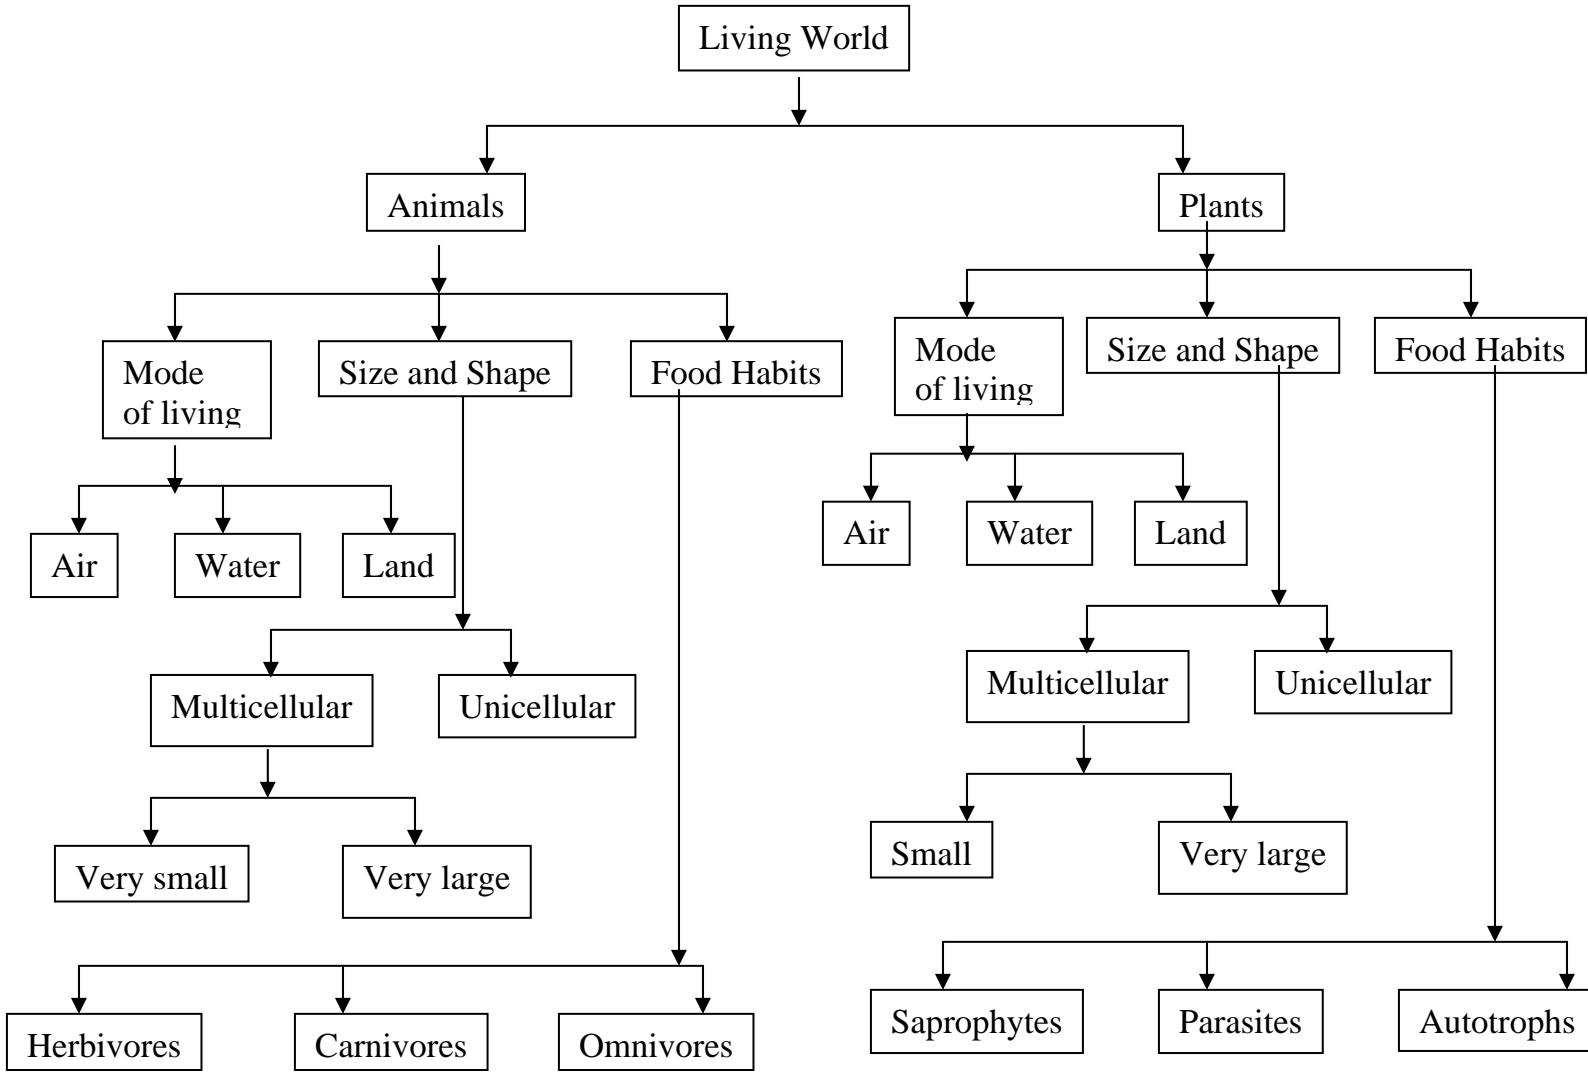 Living World
Animals
Plants
Mode
of living
Size and Shape
Food Habits
Mode
of living
Size and Shape
Food Habits
Air
Water
Land
Air
Water
Land
Multicellular
Unicellular
Multicellular
Unicellular
Very small
Very large
Small
Very large
Herbivores
Carnivores
Omnivores
Saprophytes
Parasites
Autotrophs